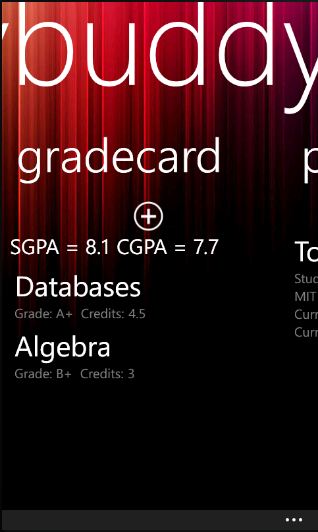 ybuddy
gradecard
SGPA = 8.1 CGPA = 7.7
Databases
Grade: A+ Credits: 4.5
Algebra
Grade: B+ Credits: 3
p
To
Stud
MIT
Curr
Curr